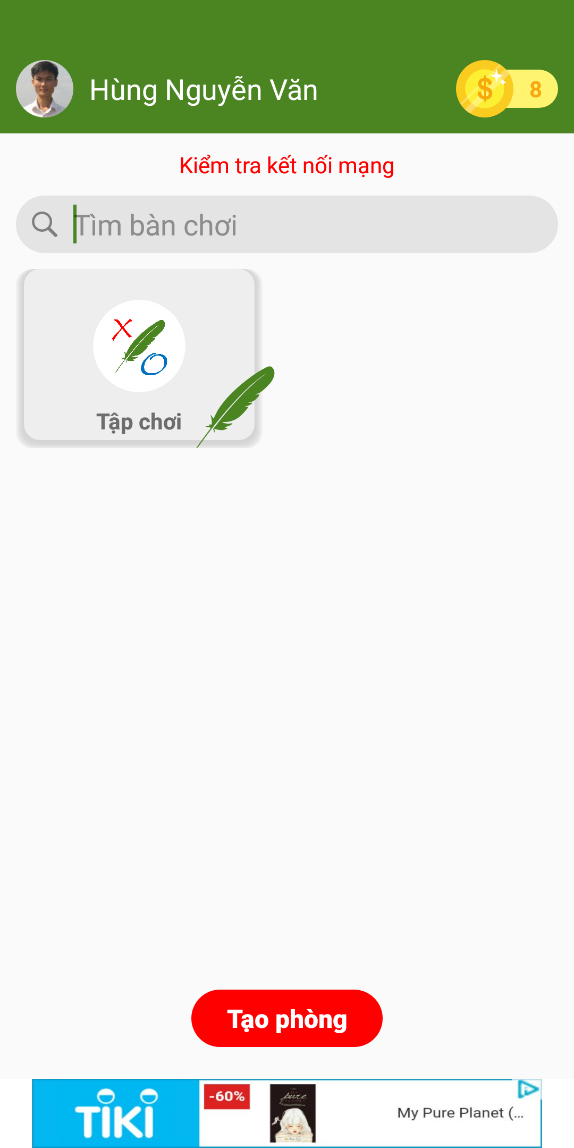 Hùng Nguyễn Văn
8
Kiểm tra kết nối mạng
Tìm bàn chơi
X
O
Tập chơi
Tạo phòng
TIKI
-60%
pure
My Pure Planet (...